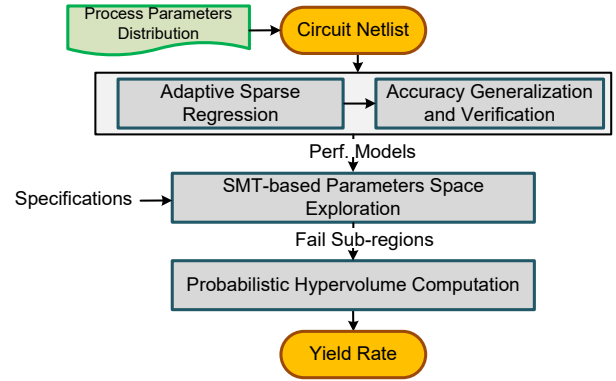 Process Parameters
Distribution
Circuit Netlist
Adaptive Sparse
Regression
Accuracy Generalization
and Verification
Perf. Models
Specifications
SMT-based Parameters Space
Exploration
Fail Sub-regions
Probabilistic Hypervolume Computation
Yield Rate